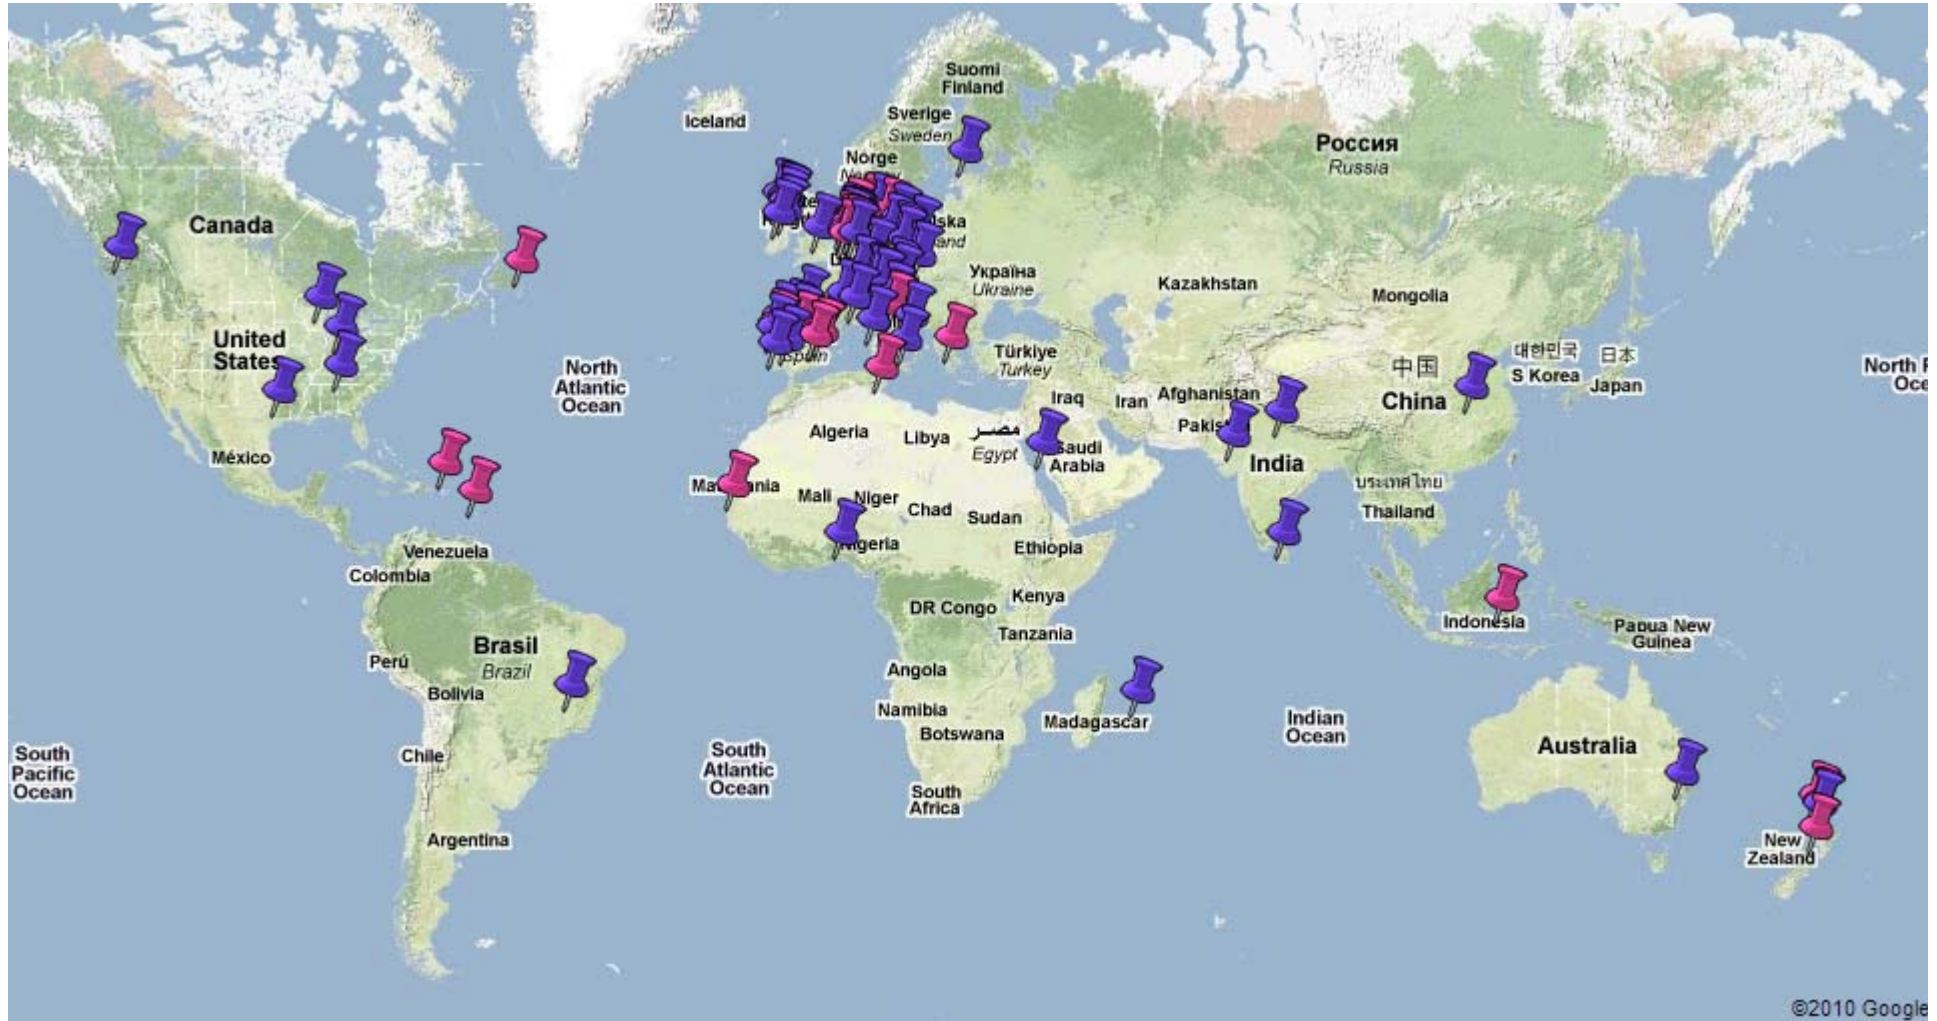 Suomi
Finland
Iceland
Sverige
Sweden
Norge
Россия
Russia
Canada
Україна
Ukraine
Kazakhstan
Mongolia
United
States
North
Atlantic
Ocean
Spain
Türkiye
Turkey
中国
China
대한민국
S Korea
日本
Japan
North
Iraq
Iran
Afghanistan
México
Algeria
Libya
مصر
Egypt
Saudi
Arabia
India
Mali
Niger
Chad
Sudan
ประเทศไทย
Thailand
Nigeria
Ethiopia
Venezuela
Colombia
Kenya
DR Congo
Tanzania
Indonesia
Papua New
Guinea
Brasil
Brazil
Perú
Bolivia
Angola
Namibia
Botswana
Madagascar
Indian
Ocean
Chile
South
Pacific
Ocean
South
Atlantic
Ocean
South
Africa
Australia
Argentina
New
Zealand
©2010 Google